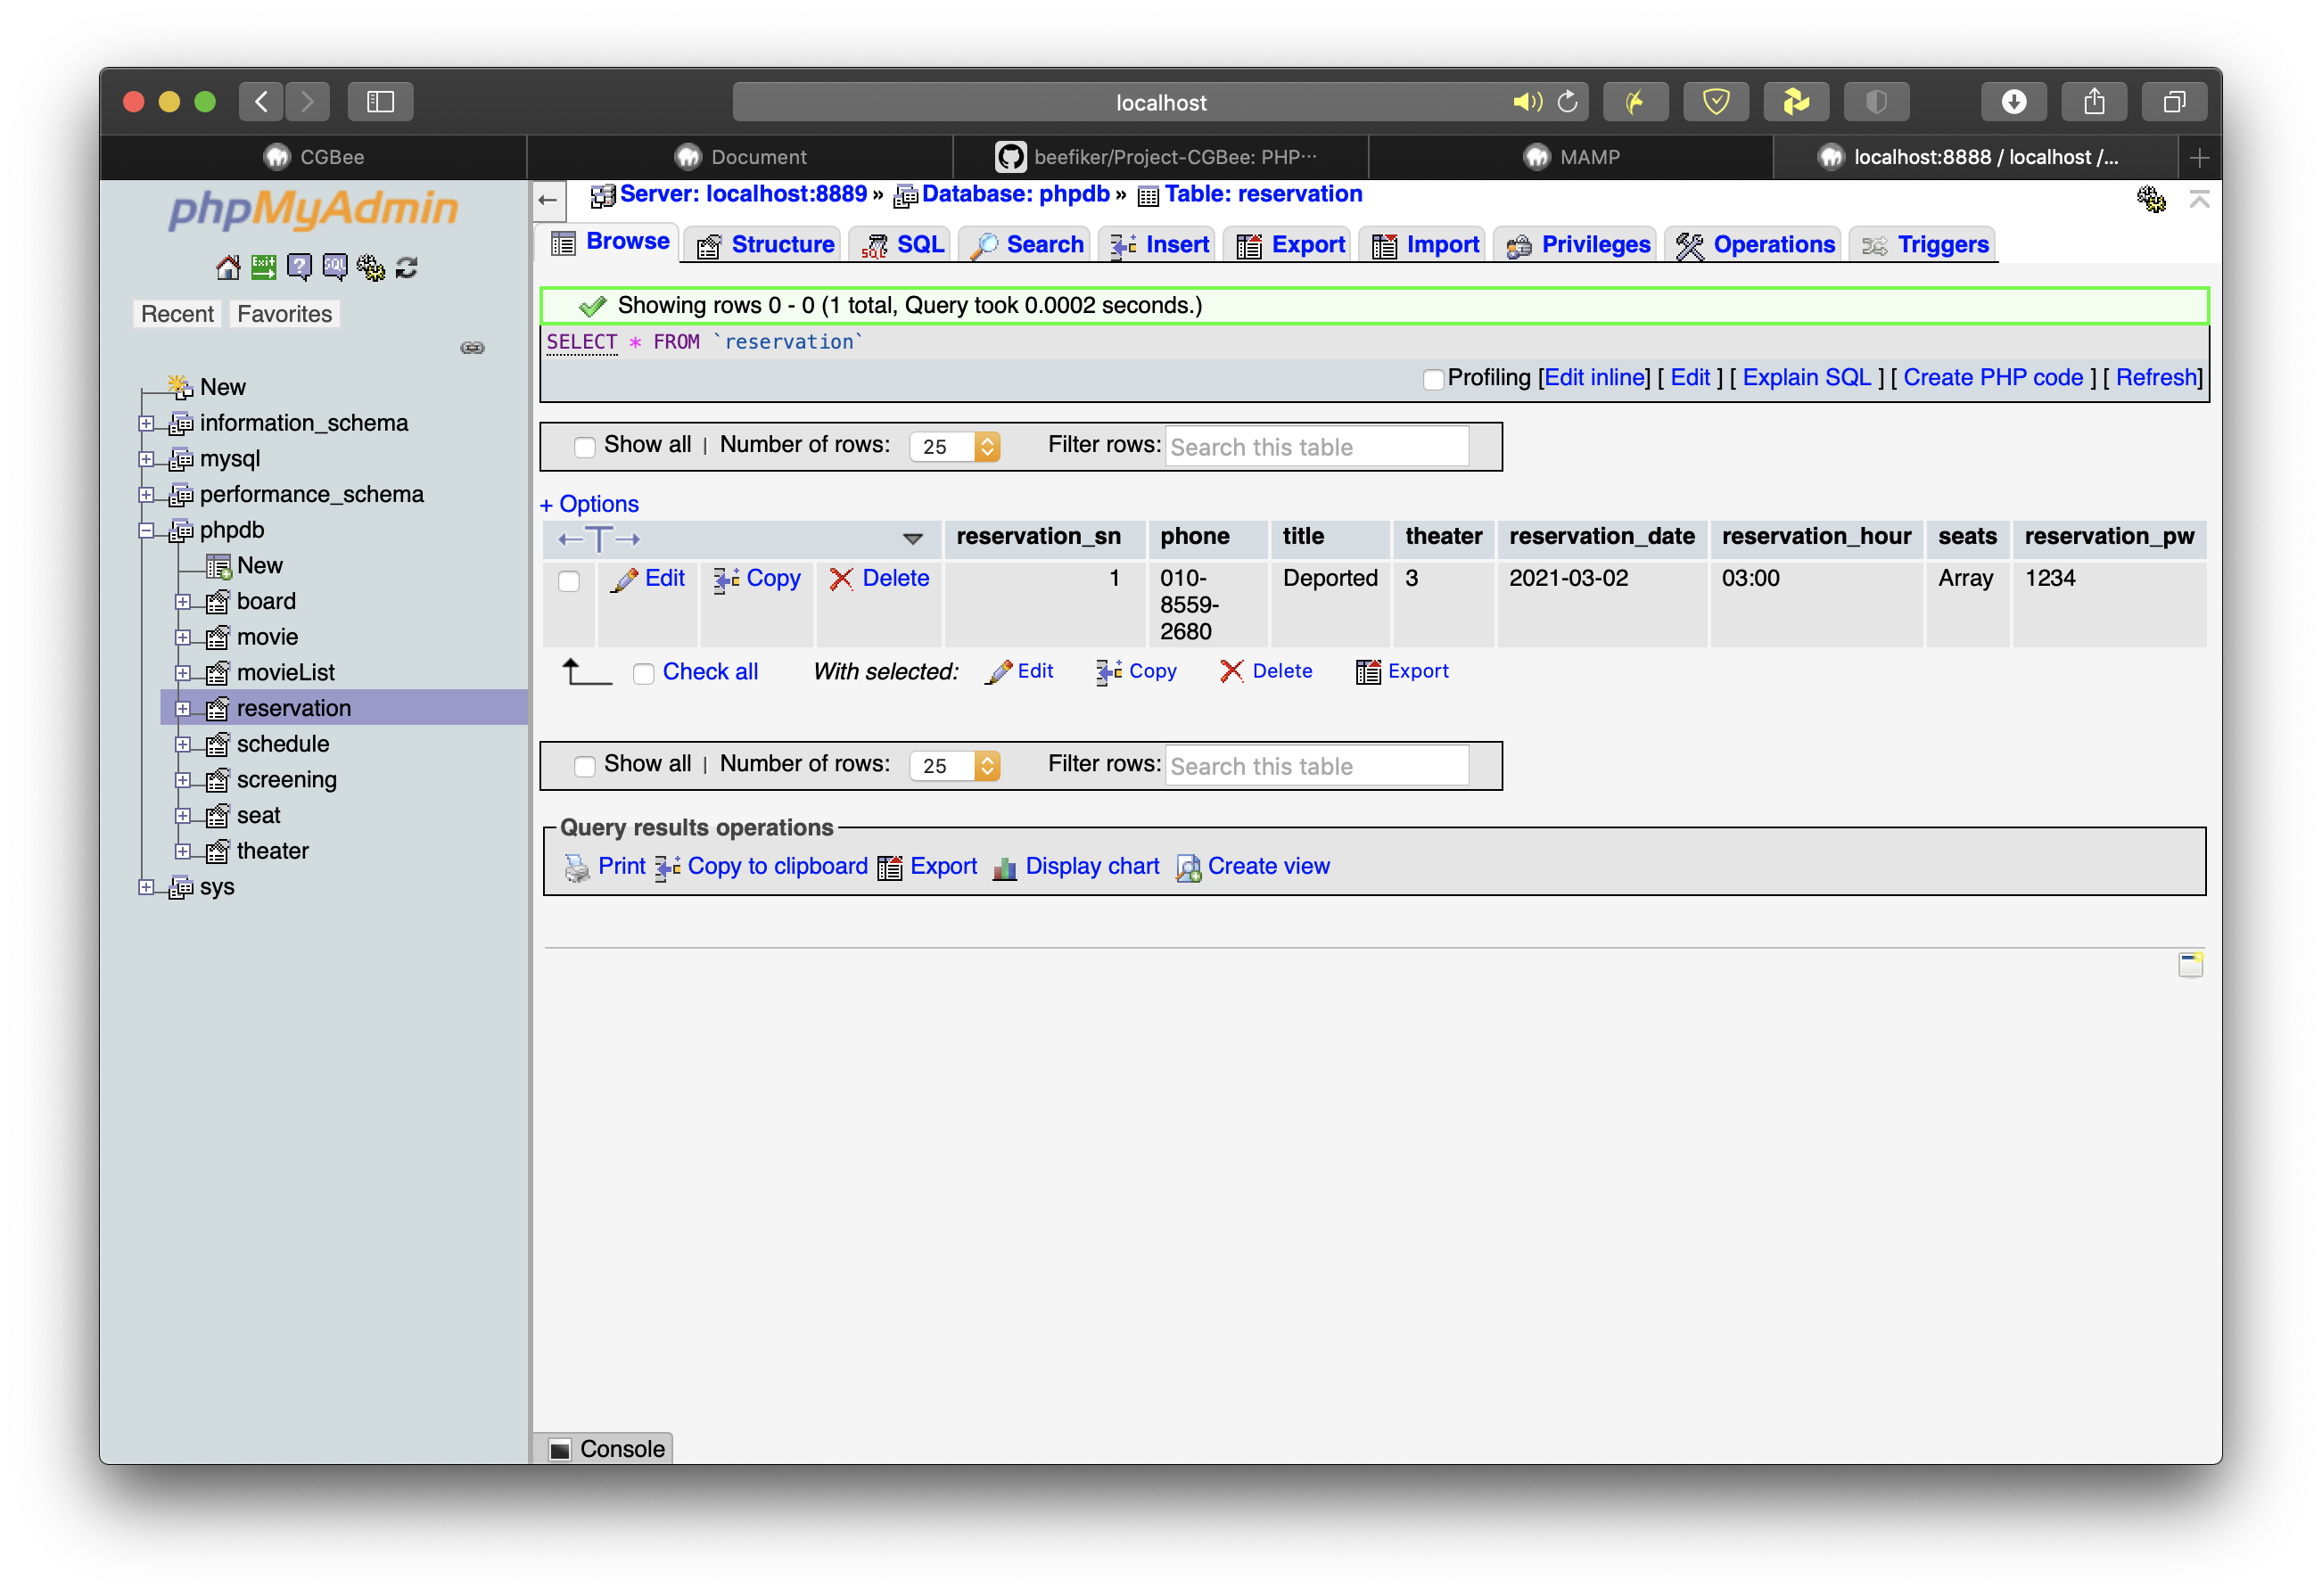 localhost
CGBee
Document
beefiker/Project-CGBee: PHP···
MAMP
localhost:8888 / localhost /...
phpMyAdmin
Recent Favorites
New
information_schema
mysql
performance_schema
phpdb
New
board
movie
movieList
reservation
schedule
screening
seat
theater
sys
Server: localhost:8889 » Database: phpdb » Table: reservation
Browse Structure SQL Search Insert Export Import Privileges Operations Triggers
Showing rows 0 - 0 (1 total, Query took 0.0002 seconds.)
SELECT * FROM `reservation`
Profiling [Edit inline] [ Edit ] [ Explain SQL ] [ Create PHP code ] [ Refresh]
Show all | Number of rows: 25 Filter rows: Search this table
+ Options
←T→ reservation_sn phone title theater reservation_date reservation_hour seats reservation_pw
Edit Copy Delete 1 010-8559-2680 Deported 3 2021-03-02 03:00 Array 1234
Check all With selected: Edit Copy Delete Export
Show all | Number of rows: 25 Filter rows: Search this table
Query results operations
Print Copy to clipboard Export Display chart Create view
Console